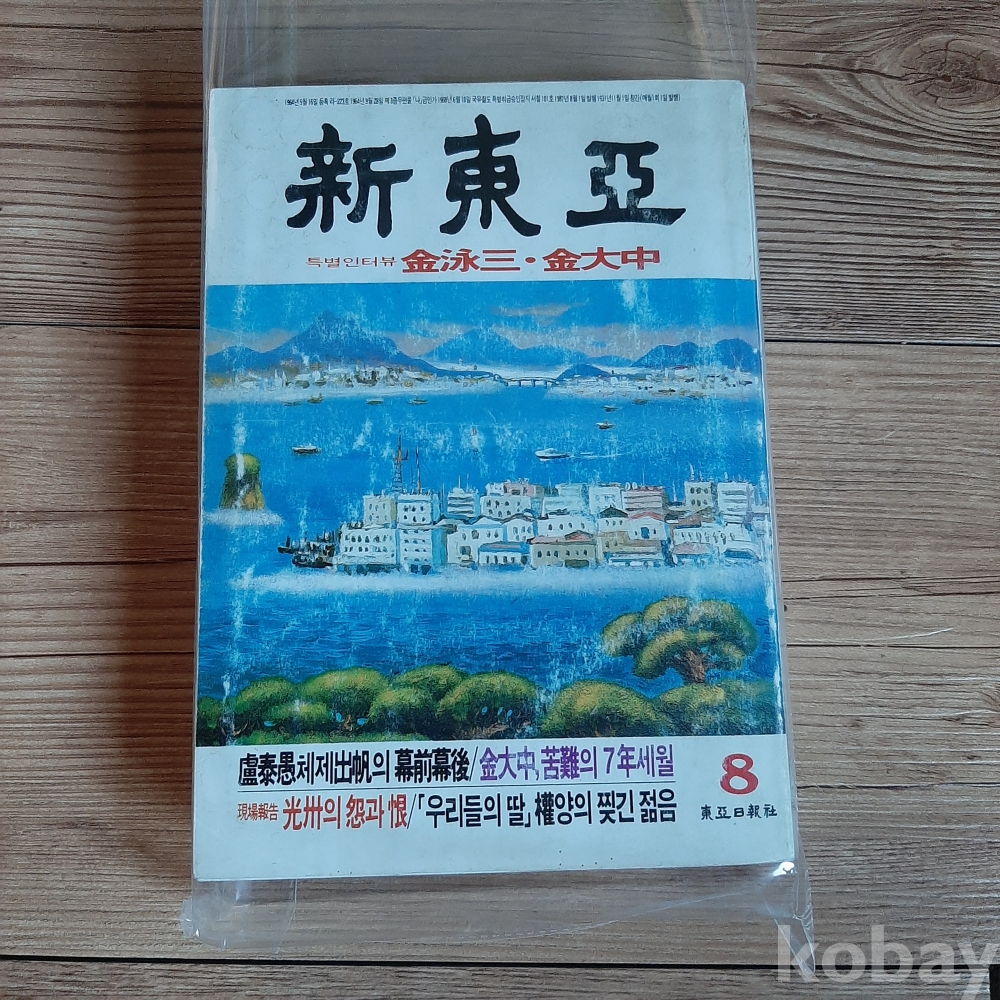 新東亞
특별인터뷰 金泳三·金大中
盧泰愚체제出帆의 幕前幕後/金大中, 苦難의 7年세월
現場報告 光州의 怨과 恨/「우리들의 딸」權양의 찢긴 젊음
8
東亞日報社
kobay